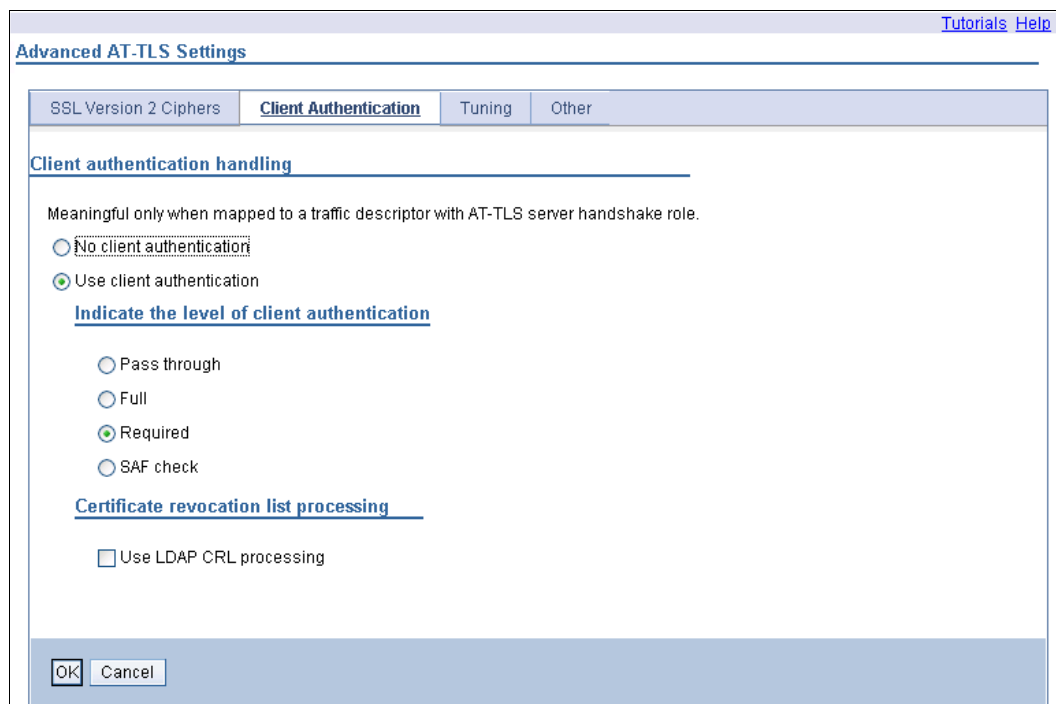 Tutorials Help
Advanced AT-TLS Settings
SSL Version 2 Ciphers Client Authentication Tuning Other
Client authentication handling
Meaningful only when mapped to a traffic descriptor with AT-TLS server handshake role.
No client authentication
Use client authentication
Indicate the level of client authentication
Pass through
Full
Required
SAF check
Certificate revocation list processing
Use LDAP CRL processing
OK Cancel